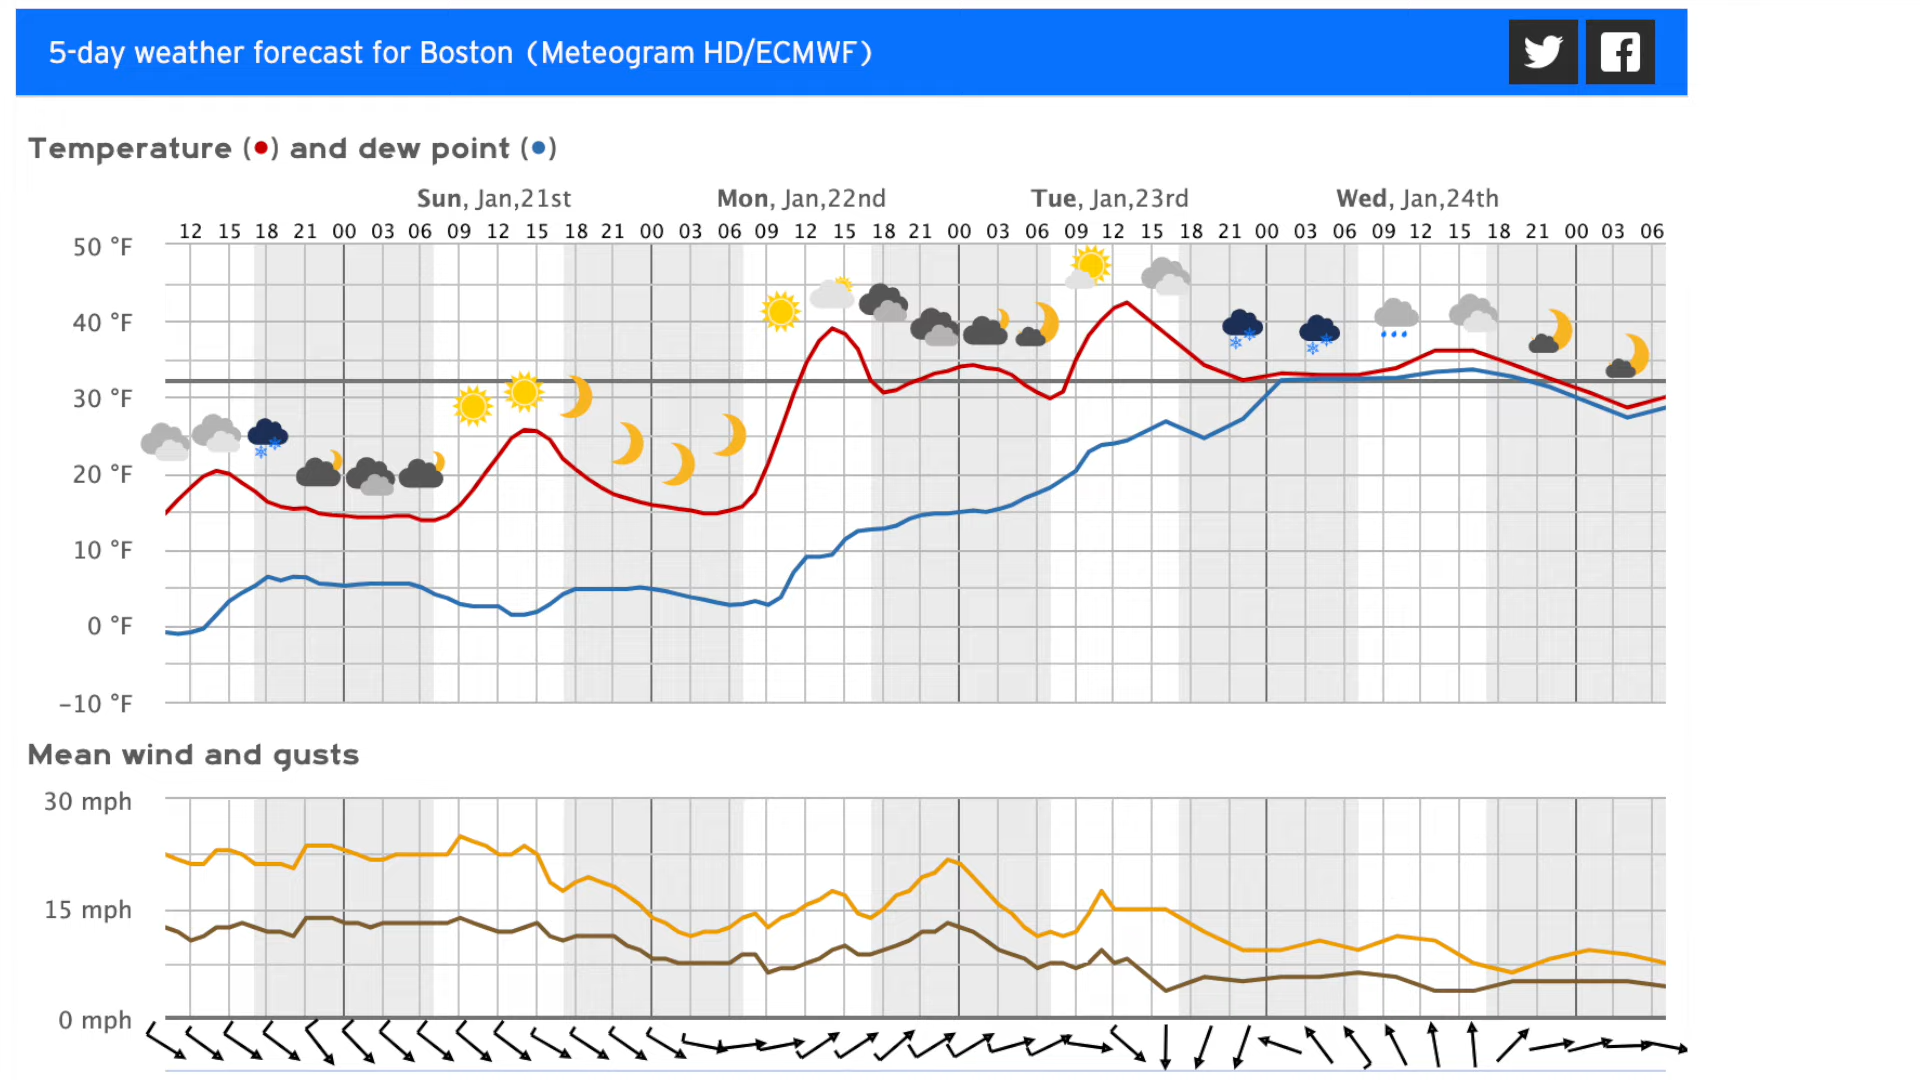 5-day weather forecast for Boston (Meteogram HD/ECMWF)
Temperature (•) and dew point (•)
Sun, Jan,21st Mon, Jan,22nd Tue, Jan,23rd Wed, Jan,24th
12 15 18 21 00 03 06 09 12 15 18 21 00 03 06 09 12 15 18 21 00 03 06 09 12 15 18 21 00 03 06 09 12 15 18 21 00 03 06
50 °F
40 °F
30 °F
20 °F
10 °F
0 °F
-10 °F
Mean wind and gusts
30 mph
15 mph
0 mph